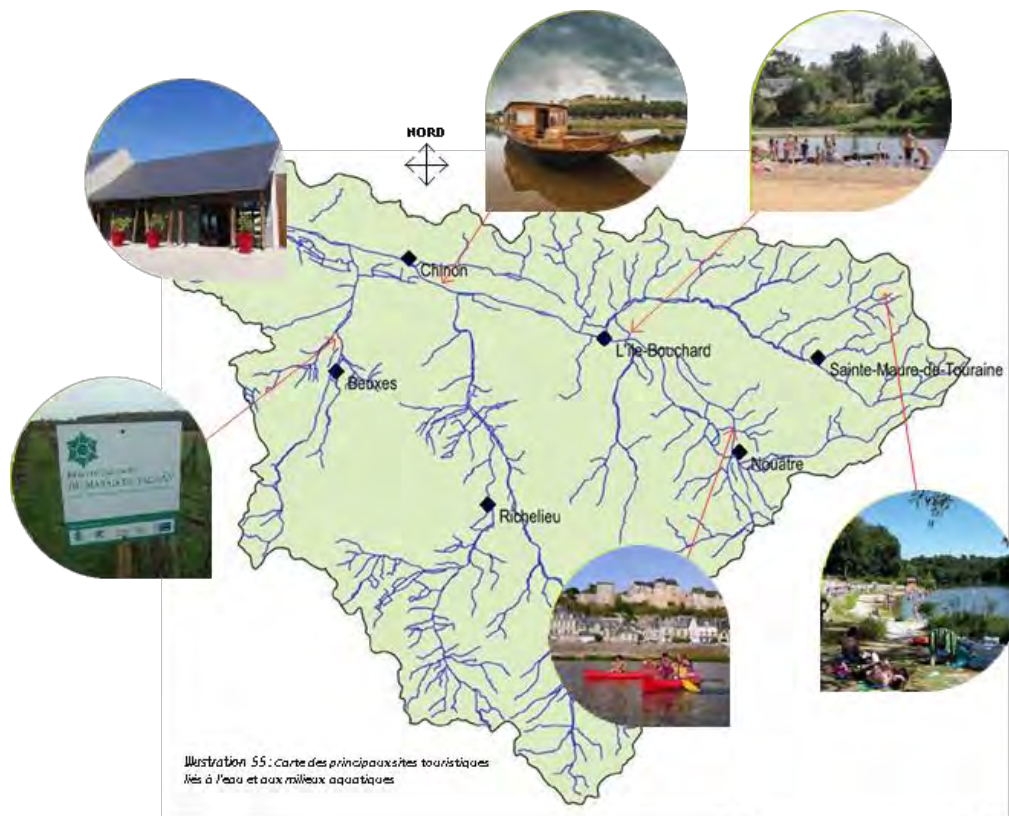 NORD
Chinon
L'Ile-Bouchard
Sainte-Maure-de-Touraine
Beuxes
Nouâtre
Richelieu
Illustration 55 : Carte des principaux sites touristiques
liés à l'eau et aux milieux aquatiques